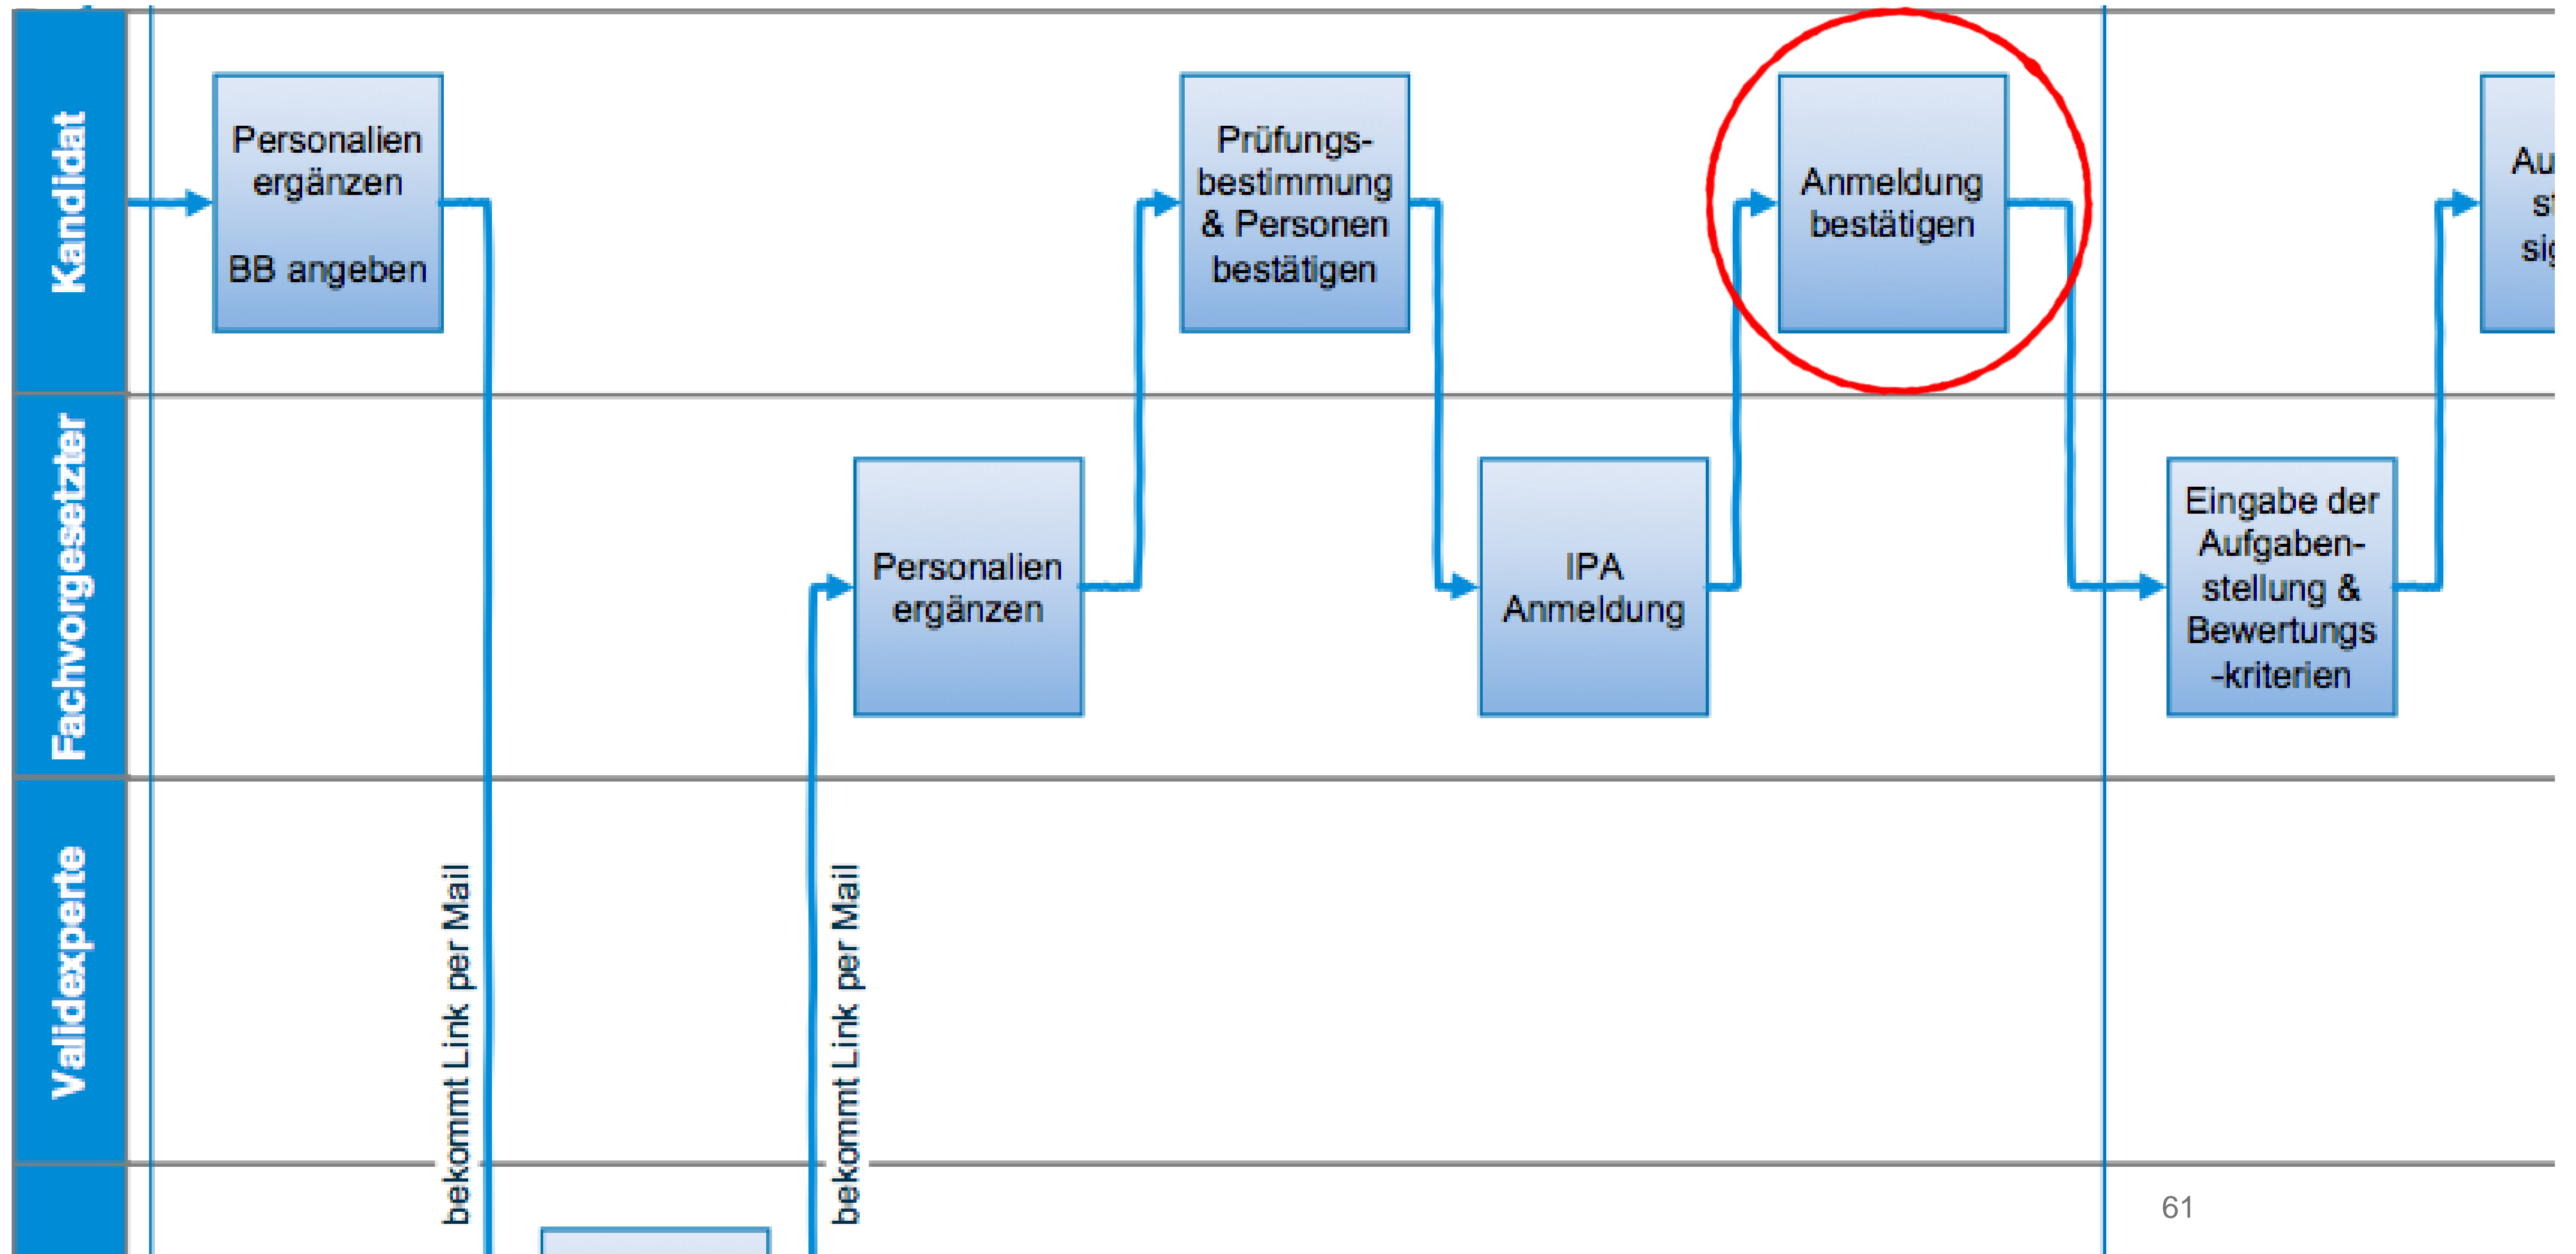 Kandidat
Personalien
ergänzen
BB angeben
Prüfungs-
bestimmung
& Personen
bestätigen
Anmeldung
bestätigen
Fachvorgesetzter
Personalien
ergänzen
IPA
Anmeldung
Eingabe der
Aufgaben-
stellung &
Bewertungs
-kriterien
Validexperte
bekommt Link per Mail
bekommt Link per Mail
61